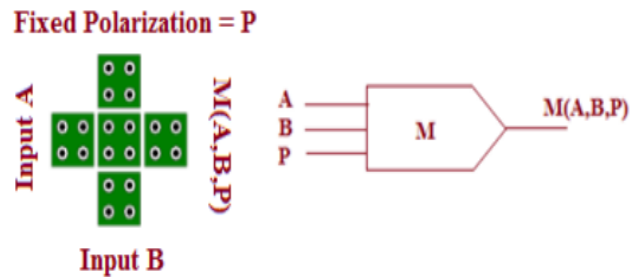 Fixed Polarization = P
Input A
M(A,B,P)
Input B
A
B
P
M
M(A,B,P)